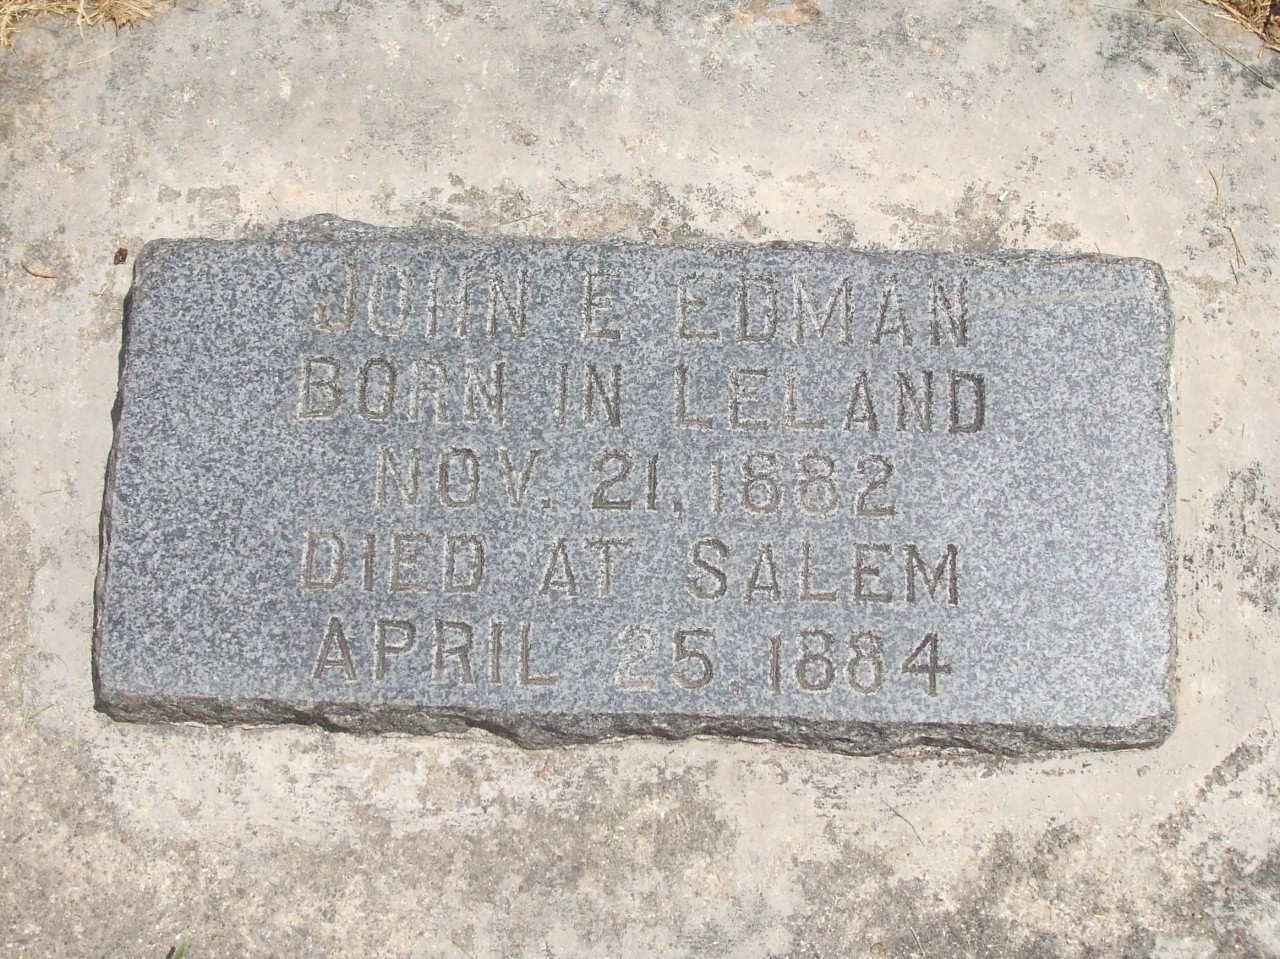 JOHN E EDMAN
BORN IN LELAND
NOV. 21. 1882
DIED AT SALEM
APRIL 25. 1884